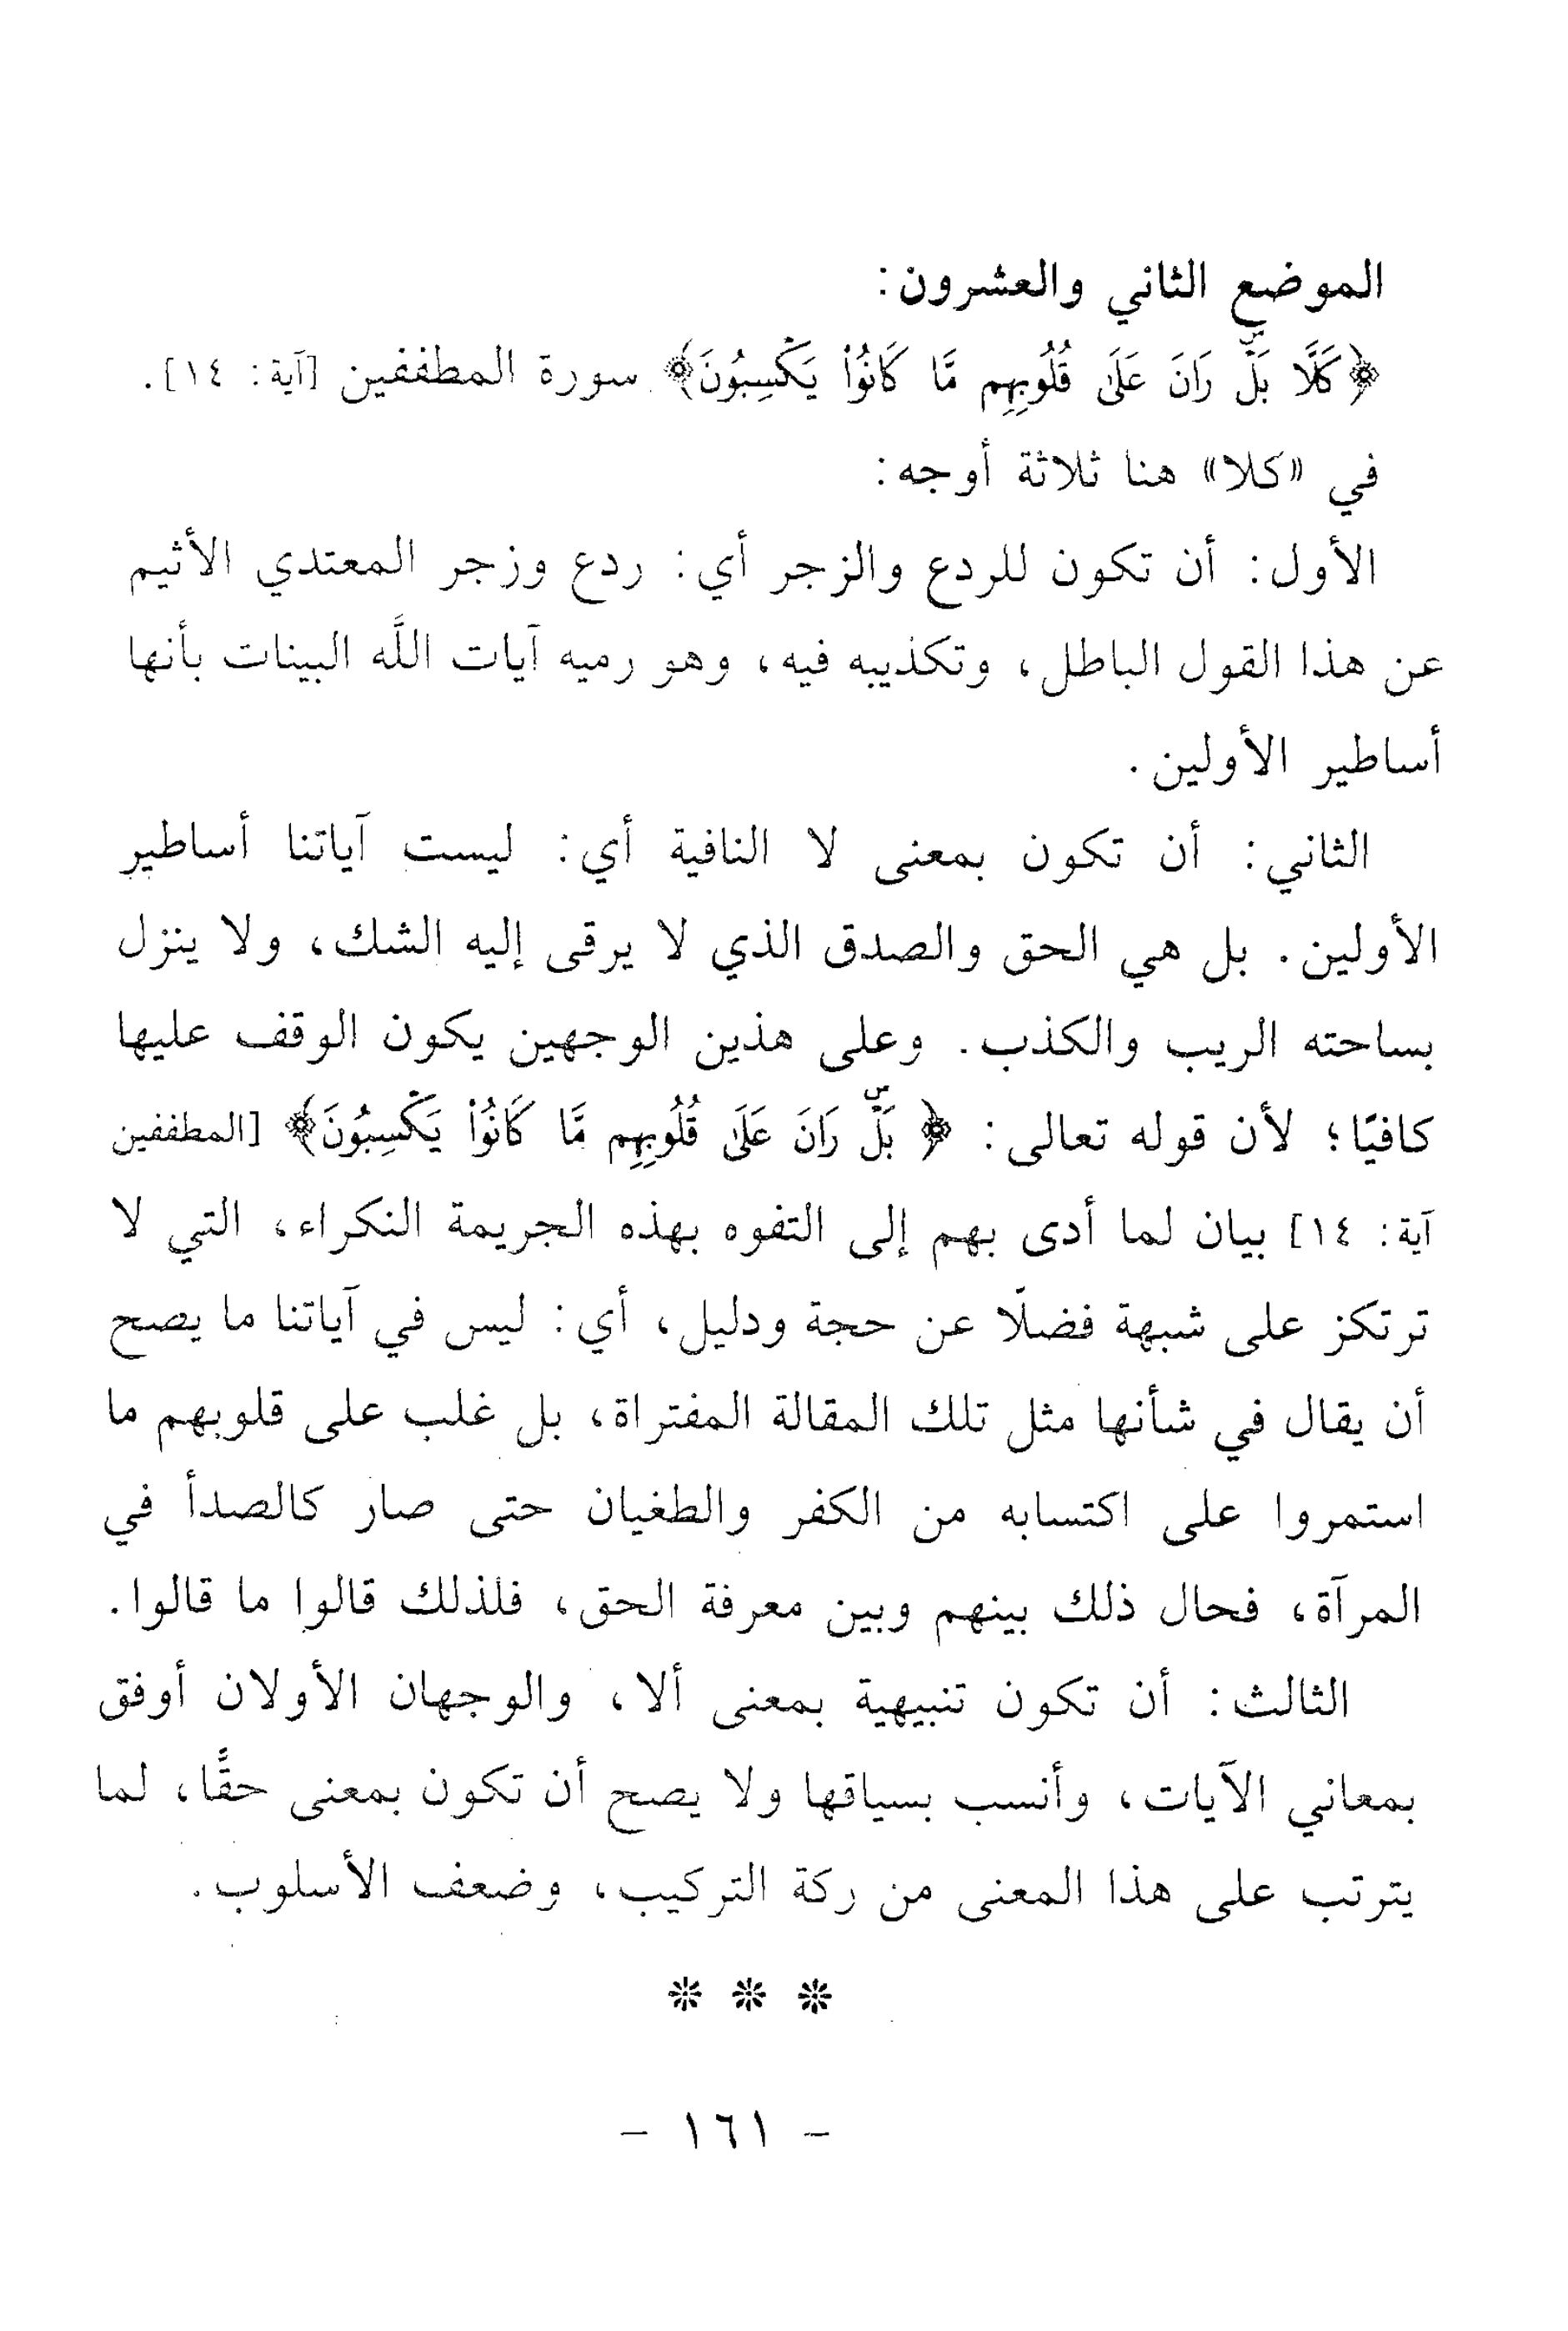 الموضع الثاني والعشرون:
﴿كَلَّا بَلْۜ رَانَ عَلَىٰ قُلُوبِهِم مَّا كَانُوا۟ يَكْسِبُونَ﴾ سورة المطففين [آية: ١٤].
في «كلا» هنا ثلاثة أوجه:
الأول: أن تكون للردع والزجر أي: ردع وزجر المعتدي الأثيم
عن هذا القول الباطل، وتكذيبه فيه، وهو رميه آيات اللَّه البينات بأنها
أساطير الأولين.
الثاني: أن تكون بمعنى لا النافية أي: ليست آياتنا أساطير
الأولين. بل هي الحق والصدق الذي لا يرقى إليه الشك، ولا ينزل
بساحته الريب والكذب. وعلى هذين الوجهين يكون الوقف عليها
كافيًا؛ لأن قوله تعالى: ﴿بَلْۜ رَانَ عَلَىٰ قُلُوبِهِم مَّا كَانُوا۟ يَكْسِبُونَ﴾ [المطففين
آية: ١٤] بيان لما أدى بهم إلى التفوه بهذه الجريمة النكراء، التي لا
ترتكز على شبهة فضلًا عن حجة ودليل، أي: ليس في آياتنا ما يصح
أن يقال في شأنها مثل تلك المقالة المفتراة، بل غلب على قلوبهم ما
استمروا على اكتسابه من الكفر والطغيان حتى صار كالصدأ في
المرآة، فحال ذلك بينهم وبين معرفة الحق، فلذلك قالوا ما قالوا.
الثالث: أن تكون تنبيهية بمعنى ألا، والوجهان الأولان أوفق
بمعاني الآيات، وأنسب بسياقها ولا يصح أن تكون بمعنى حقًّا، لما
يترتب على هذا المعنى من ركة التركيب، وضعف الأسلوب.
* * *
- ١٦١ -